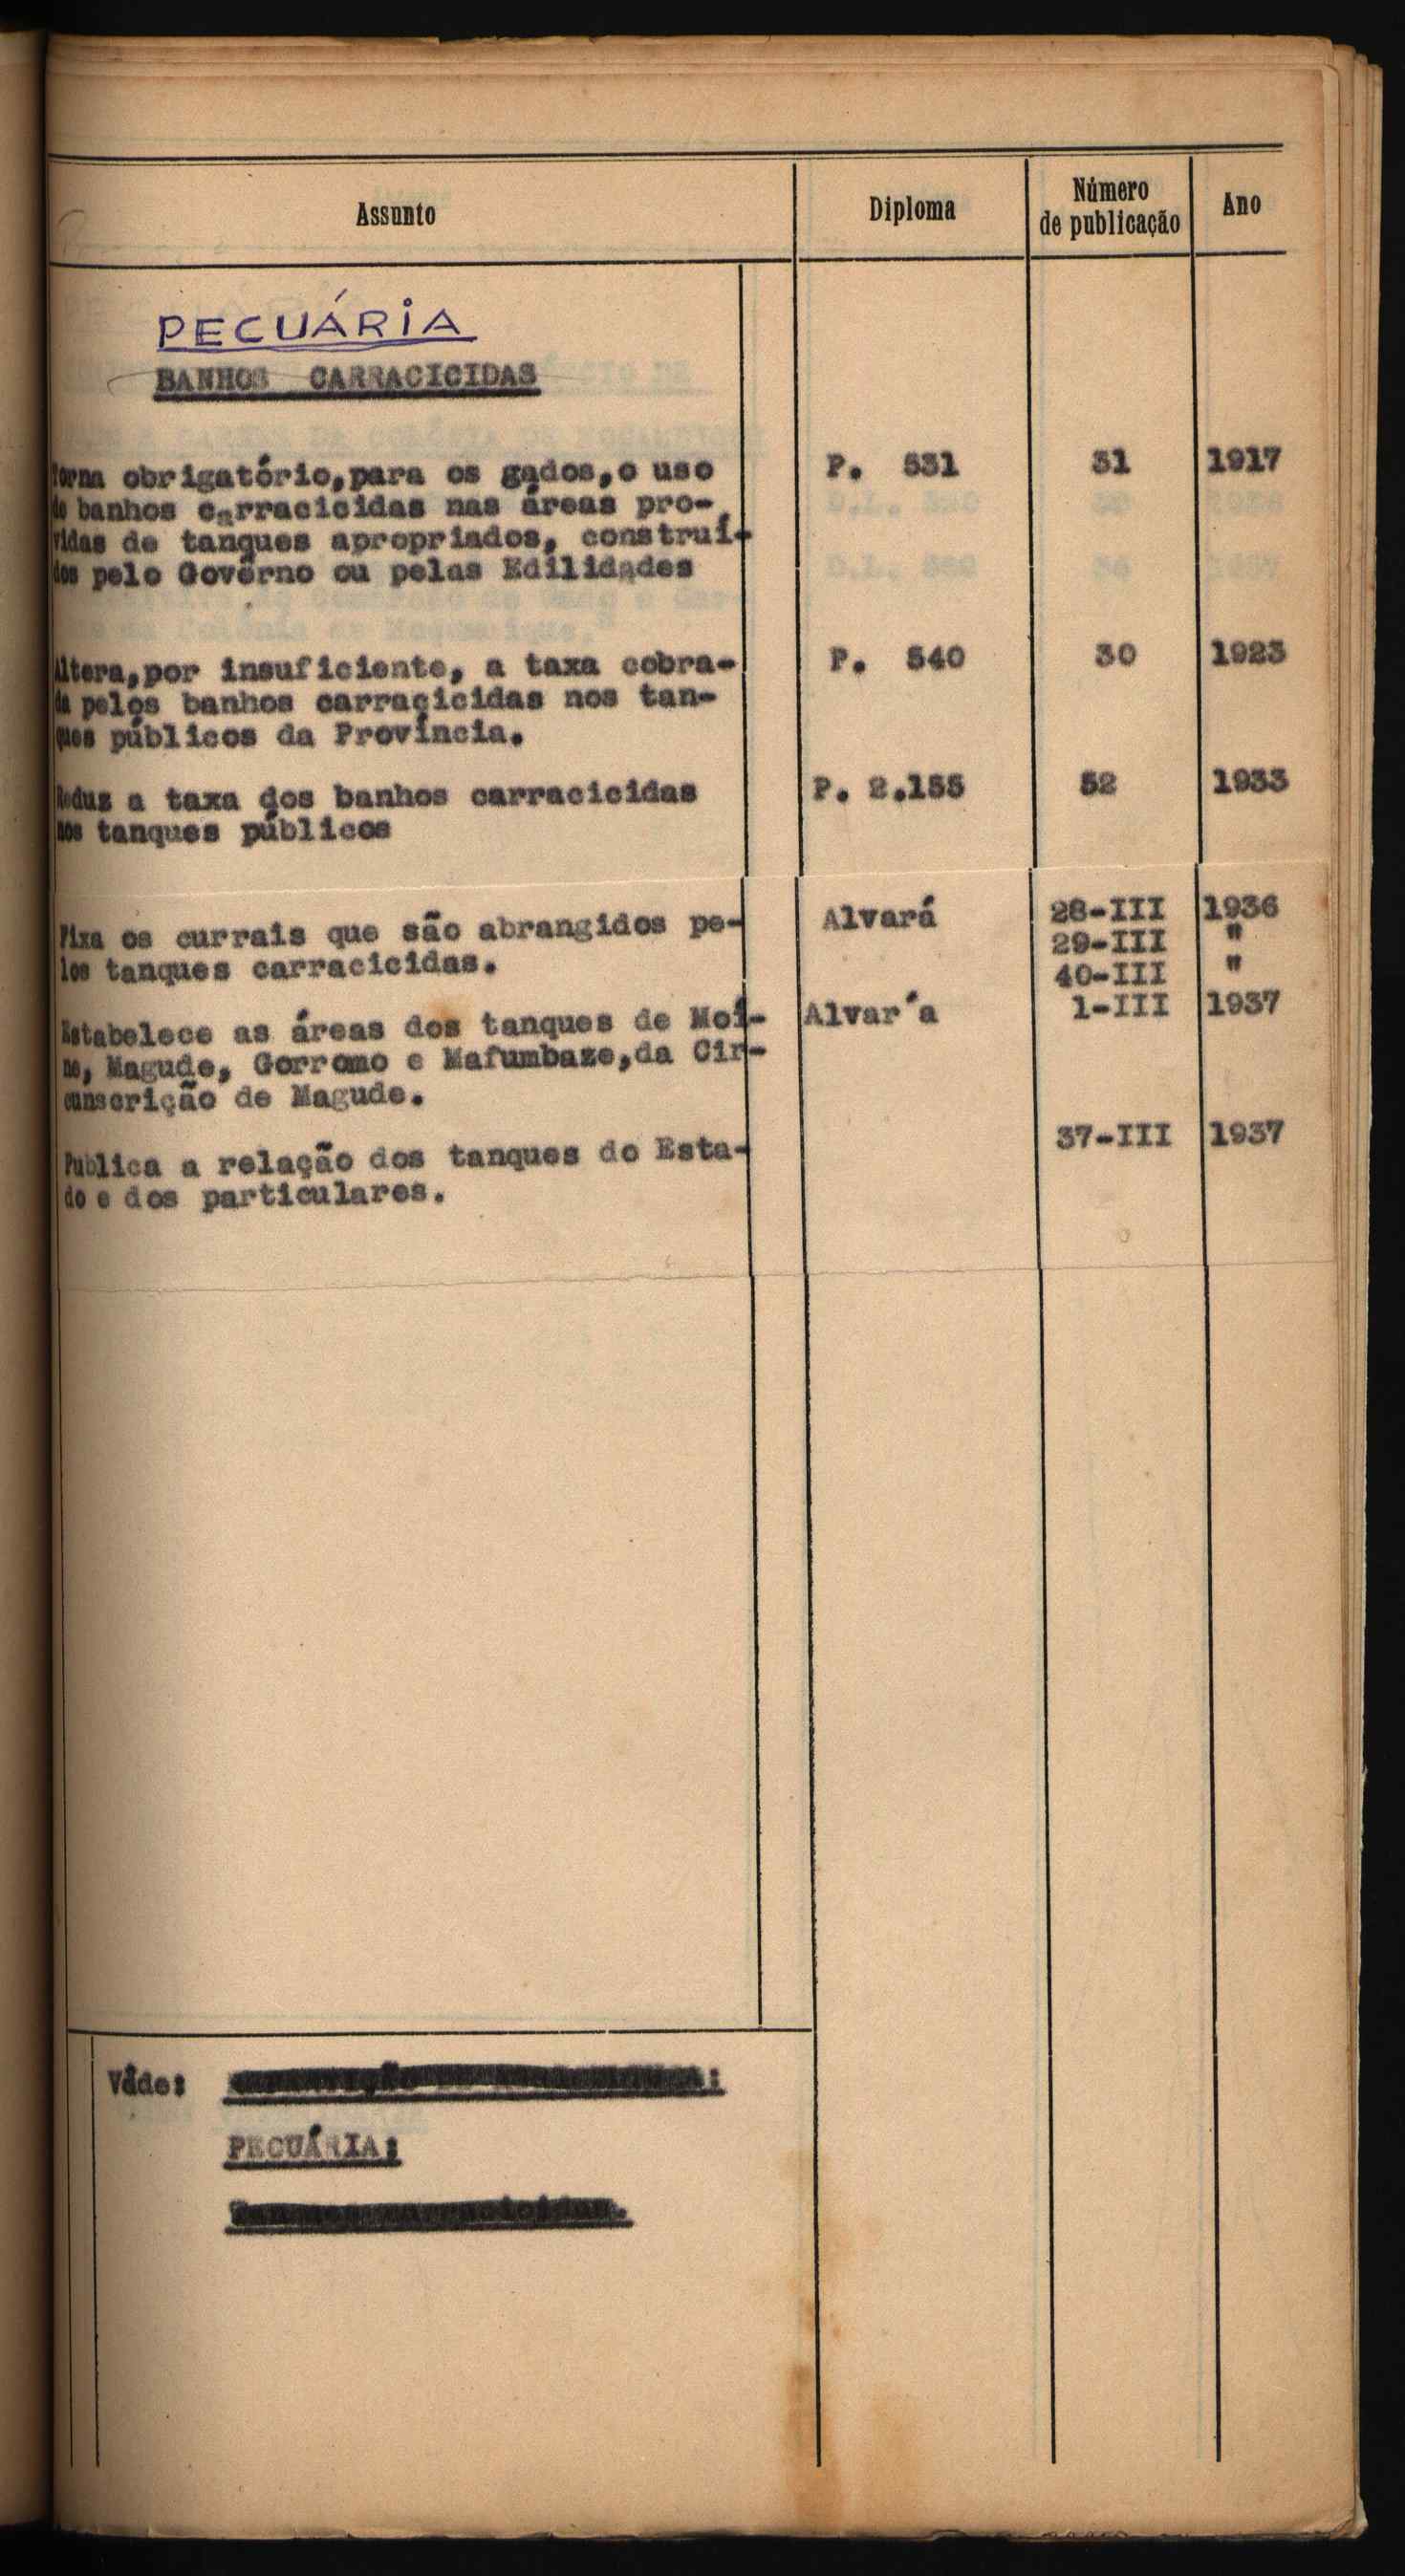 Assunto Diploma Número de publicação Ano
PECUÁRIA
BANHOS CARRACICIDAS
Torna obrigatório,para os gados,o uso P. 531 31 1917
de banhos carracicidas nas áreas pro-
vidas de tanques apropriados, construí-
dos pelo Govêrno ou pelas Edilidades
Altera,por insuficiente, a taxa cobra- P. 540 30 1923
da pelos banhos carracicidas nos tan-
ques públicos da Província.
Reduz a taxa dos banhos carracicidas P. 2.155 52 1933
nos tanques públicos
Fixa os currais que são abrangidos pe- Alvará 28-III 1936
los tanques carracicidas. 29-III "
40-III "
Estabelece as áreas dos tanques de Moí- Alvar´a 1-III 1937
ne, Magude, Gorromo e Mafumbaze,da Cir-
cunscrição de Magude.
Publica a relação dos tanques do Esta- 37-III 1937
do e dos particulares.
Vide:
PECUÁRIA: